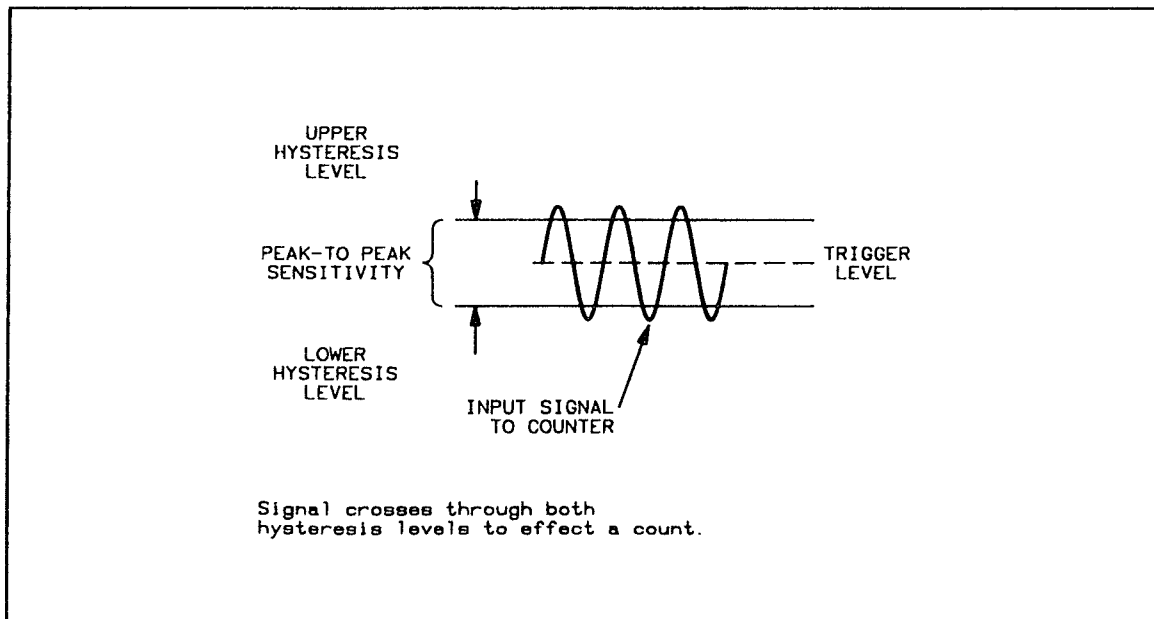 UPPER
HYSTERESIS
LEVEL
PEAK-TO PEAK
SENSITIVITY
TRIGGER
LEVEL
LOWER
HYSTERESIS
LEVEL
INPUT SIGNAL
TO COUNTER
Signal crosses through both
hysteresis levels to effect a count.